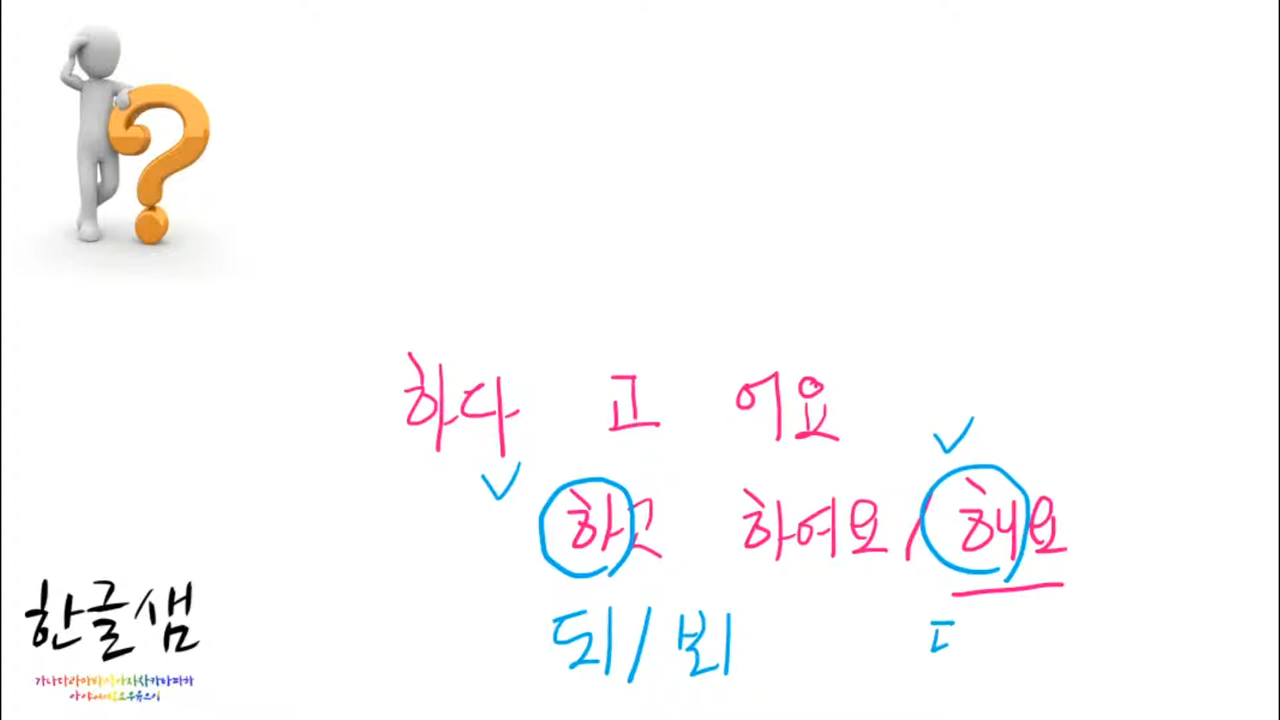 하다 고 어요
하고 하여요 / 해요
되 / 뵈 ㄷ
한글샘